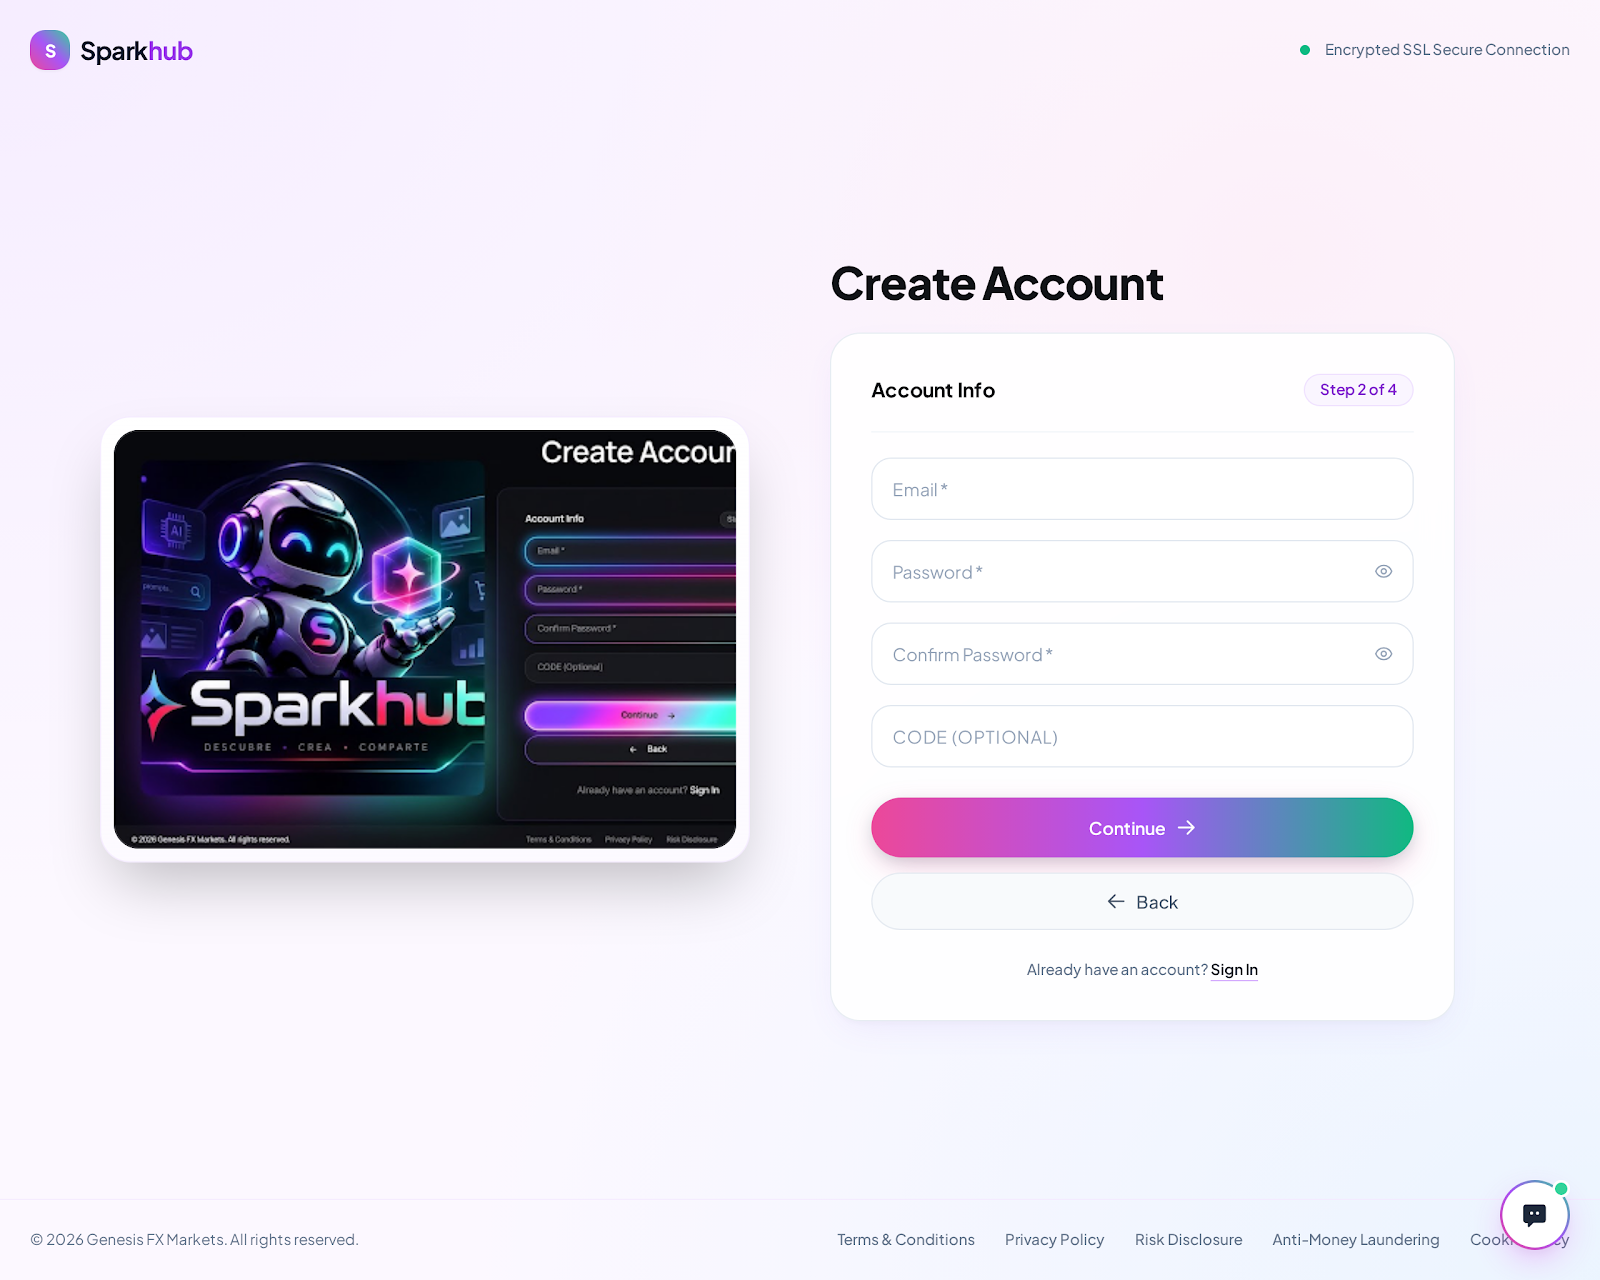 S Sparkhub
Encrypted SSL Secure Connection
Create Accoun
AI
Account Info
Email *
Password *
Confirm Password *
CODE (Optional)
S
Sparkhub
DESCUBRE • CREA • COMPARTE
Continue →
← Back
Already have an account? Sign In
© 2026 Genesis FX Markets. All rights reserved.
Terms & Conditions Privacy Policy Risk Disclosure
Create Account
Account Info
Step 2 of 4
Email *
Password *
Confirm Password *
CODE (OPTIONAL)
Continue →
← Back
Already have an account? Sign In
© 2026 Genesis FX Markets. All rights reserved.
Terms & Conditions Privacy Policy Risk Disclosure Anti-Money Laundering